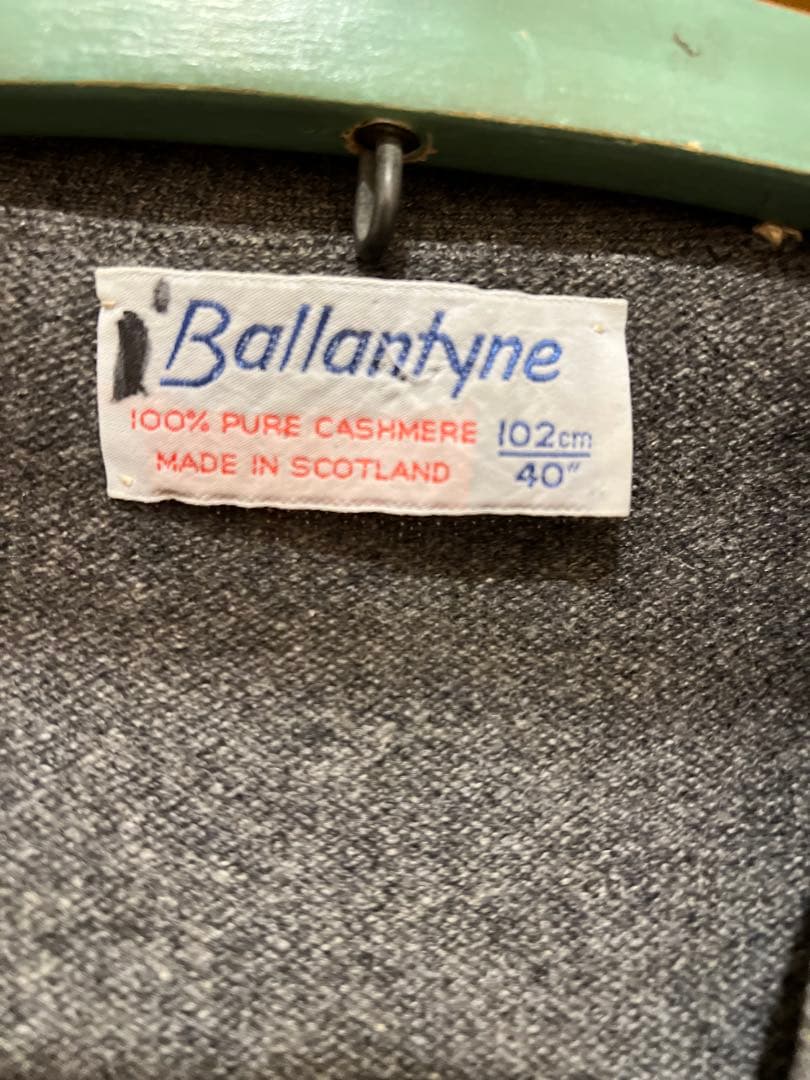 Ballantyne
100% PURE CASHMERE
MADE IN SCOTLAND
102cm
40"